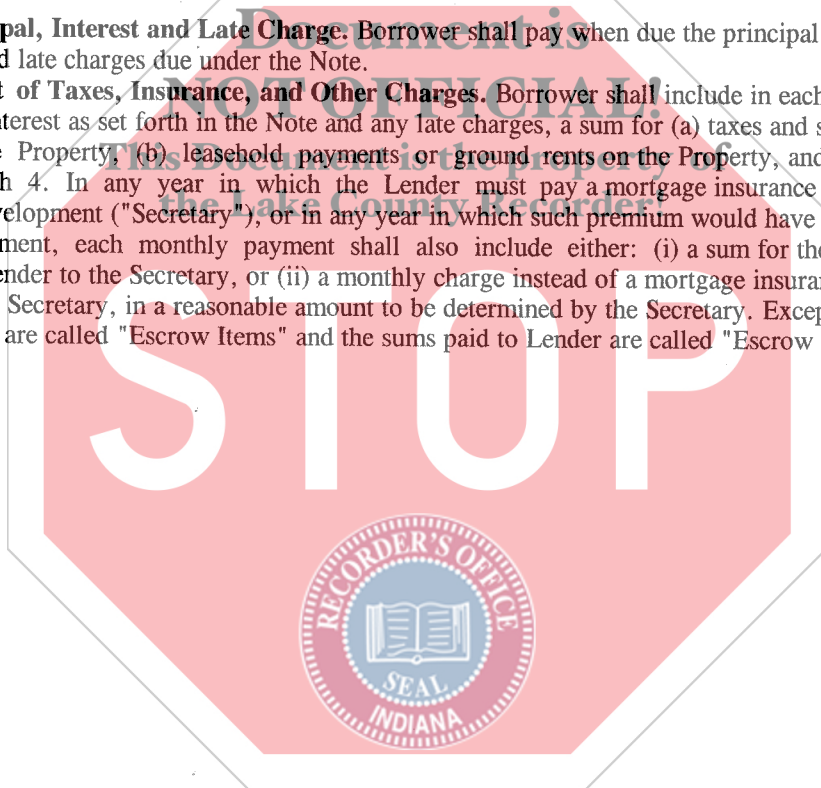 Document is
pal, Interest and Late Charge. Borrower shall pay when due the principal
d late charges due under the Note.
NOT OFFICIAL!
t of Taxes, Insurance, and Other Charges. Borrower shall include in each
nterest as set forth in the Note and any late charges, a sum for (a) taxes and s
This Document is the property of
e Property, (b) leasehold payments or ground rents on the Property, and
h 4. In any year in which the Lender must pay a mortgage insurance
the Lake County Recorder!
velopment ("Secretary"), or in any year in which such premium would have
ment, each monthly payment shall also include either: (i) a sum for the
ender to the Secretary, or (ii) a monthly charge instead of a mortgage insura
Secretary, in a reasonable amount to be determined by the Secretary. Excep
are called "Escrow Items" and the sums paid to Lender are called "Escrow
STOP
RECORDER'S OFFICE
SEAL
INDIANA